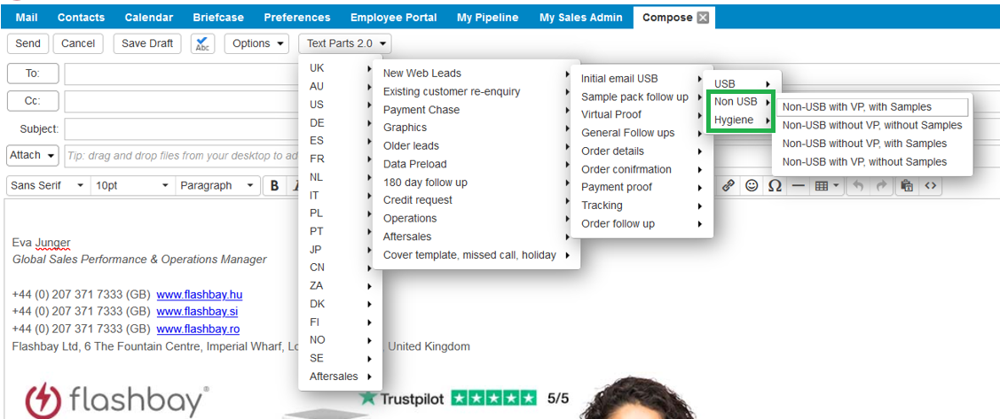 Mail Contacts Calendar Briefcase Preferences Employee Portal My Pipeline My Sales Admin Compose
Send Cancel Save Draft Abc Options Text Parts 2.0
To:
Cc:
Subject:
Attach Tip: drag and drop files from your desktop to ad
Sans Serif 10pt Paragraph B I
UK
AU
US
DE
ES
FR
NL
IT
PL
PT
JP
CN
ZA
DK
FI
NO
SE
Aftersales
New Web Leads
Existing customer re-enquiry
Payment Chase
Graphics
Older leads
Data Preload
180 day follow up
Credit request
Operations
Aftersales
Cover template, missed call, holiday
Initial email USB
Sample pack follow up
Virtual Proof
General Follow ups
Order details
Order conifrmation
Payment proof
Tracking
Order follow up
USB
Non USB
Hygiene
Non-USB with VP, with Samples
Non-USB without VP, without Samples
Non-USB without VP, with Samples
Non-USB with VP, without Samples
Eva Junger
Global Sales Performance & Operations Manager
+44 (0) 207 371 7333 (GB) www.flashbay.hu
+44 (0) 207 371 7333 (GB) www.flashbay.si
+44 (0) 207 371 7333 (GB) www.flashbay.ro
Flashbay Ltd, 6 The Fountain Centre, Imperial Wharf, Lo United Kingdom
flashbay® Trustpilot 5/5